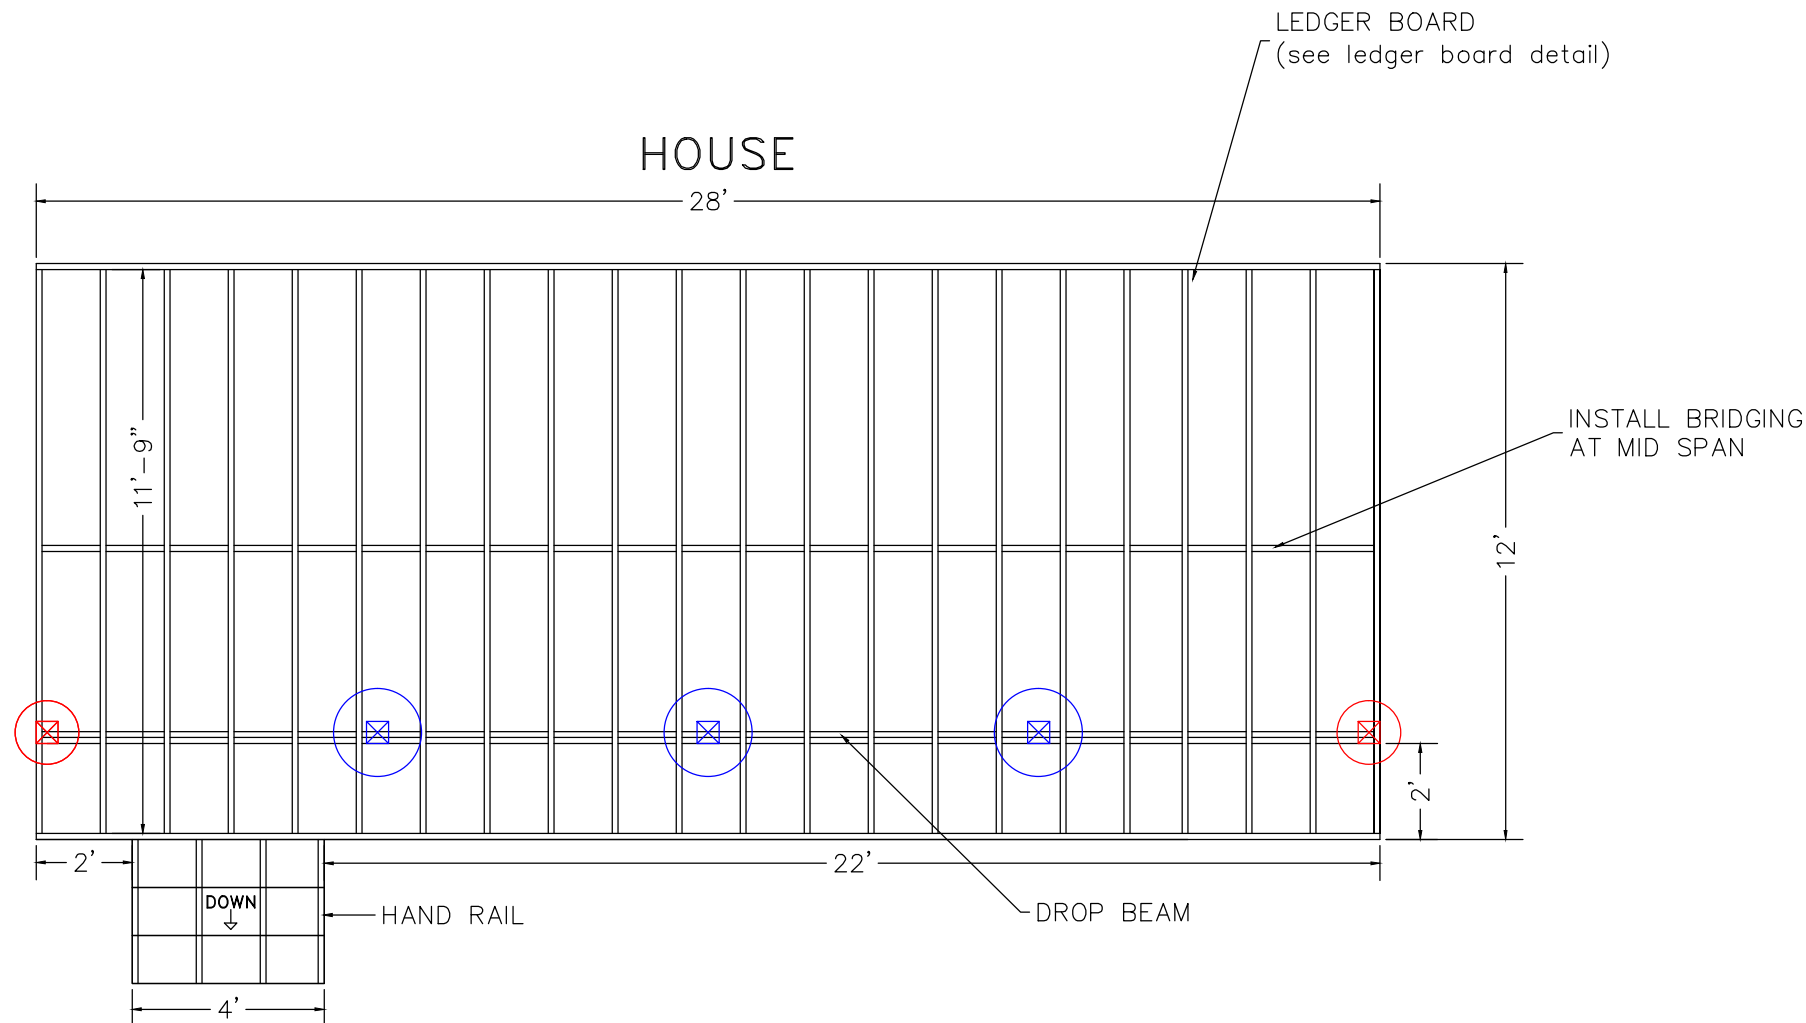 LEDGER BOARD
(see ledger board detail)
HOUSE
28'
11'-9"
INSTALL BRIDGING
AT MID SPAN
12'
2'
2'
22'
DOWN
HAND RAIL
DROP BEAM
4'